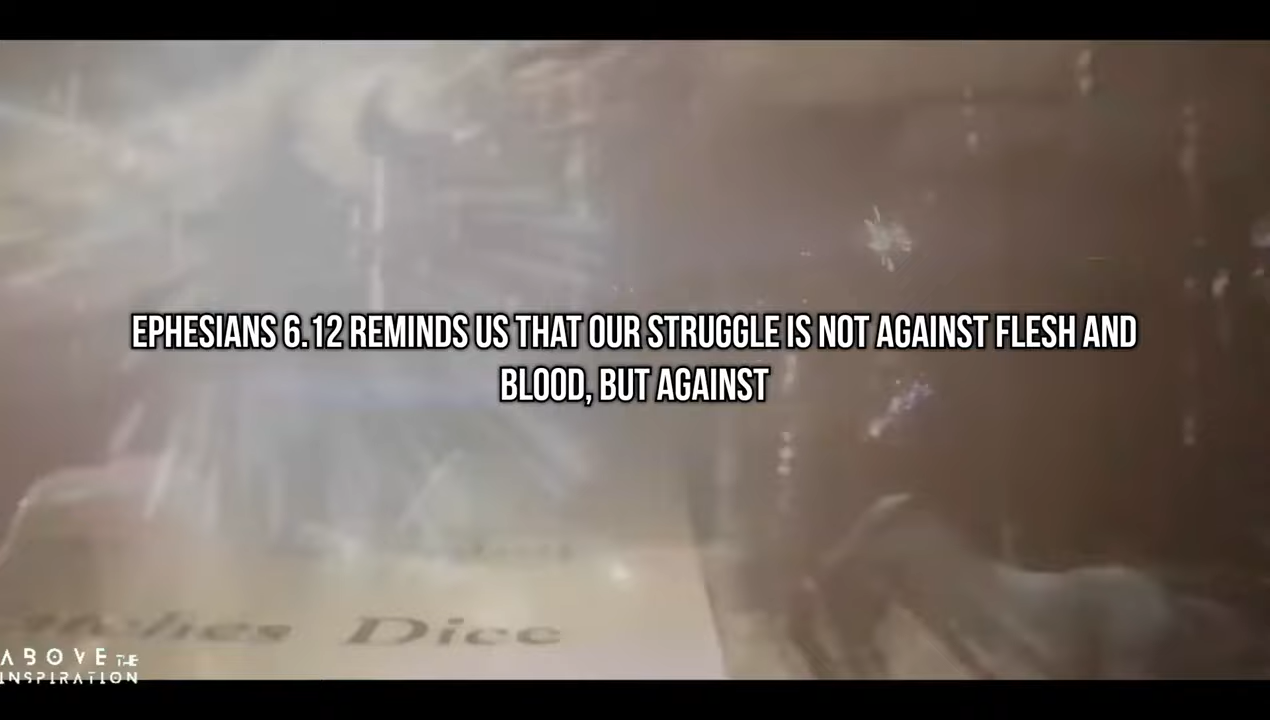 EPHESIANS 6.12 REMINDS US THAT OUR STRUGGLE IS NOT AGAINST FLESH AND
BLOOD, BUT AGAINST
Dice
ABOVE THE
INSPIRATION